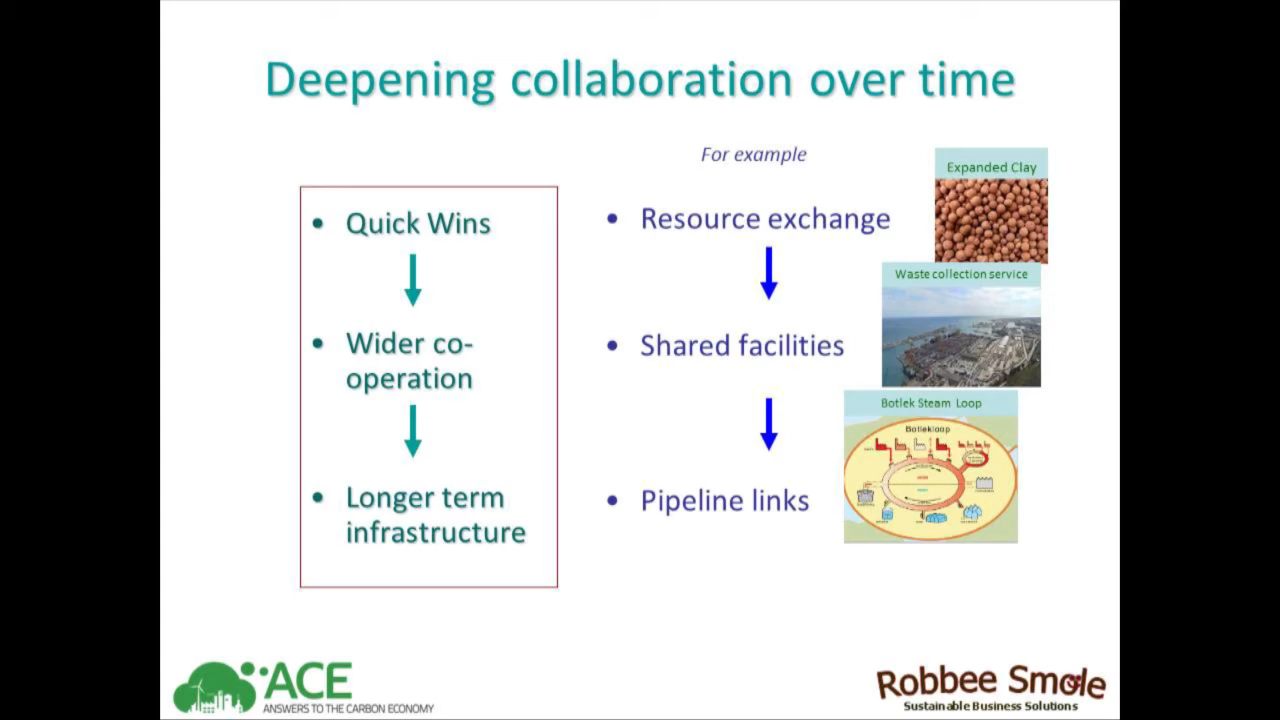 Deepening collaboration over time
For example
• Quick Wins
• Wider co-
operation
• Longer term
infrastructure
• Resource exchange
• Shared facilities
• Pipeline links
Expanded Clay
Waste collection service
Botlek Steam Loop
Botlekloop
ACE
ANSWERS TO THE CARBON ECONOMY
Robbee Smole
Sustainable Business Solutions